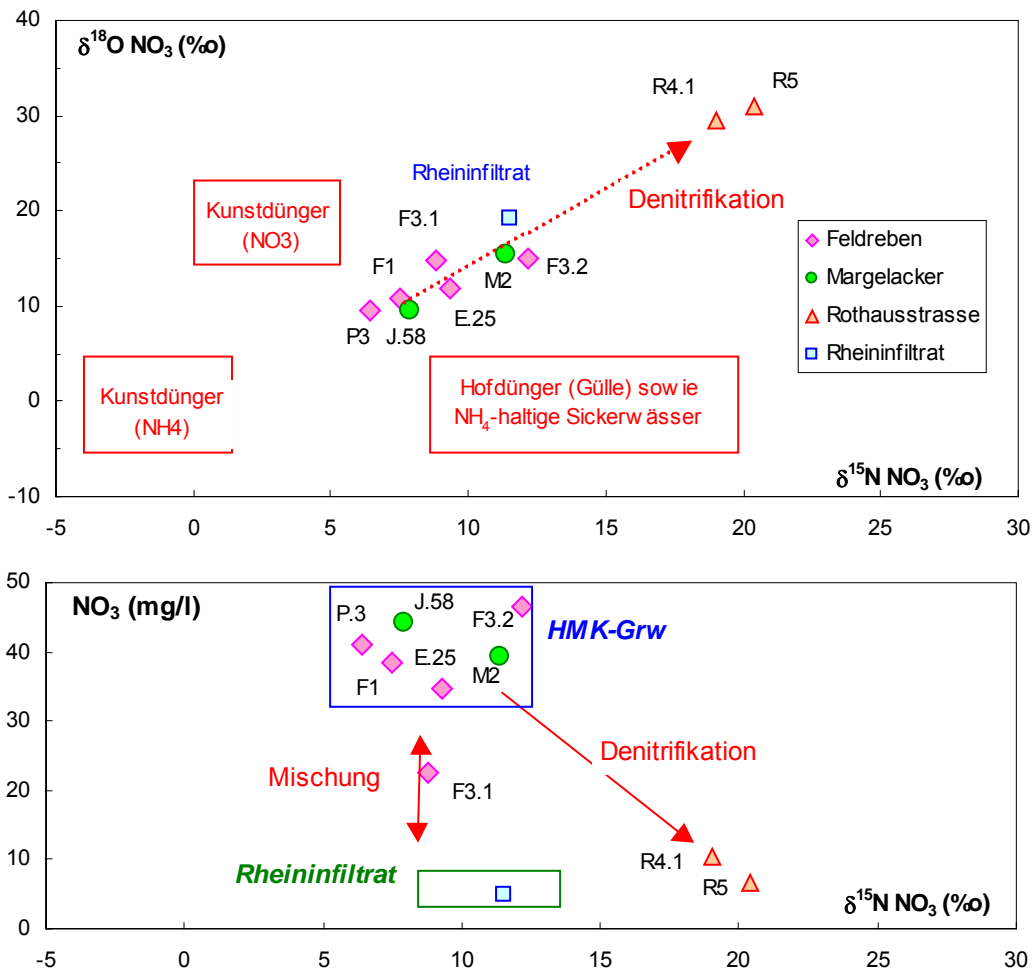 40
δ18O NO3 (‰)
R4.1
R5
30
Rheininfiltrat
Denitrifikation
Kunstdünger
(NO3)
20
F3.1
Feldreben
Margelacker
Rothausstrasse
Rheininfiltrat
F1
M2
F3.2
10
P3
J.58
E.25
Kunstdünger
(NH4)
0
Hofdünger (Gülle) sowie
NH4-haltige Sickerwässer
-10
δ15N NO3 (‰)
-5 0 5 10 15 20 25 30
50
NO3 (mg/l)
J.58
P.3
F3.2
HMK-Grw
40
E.25
F1
M2
30
Denitrifikation
Mischung
20
F3.1
10
R4.1
Rheininfiltrat
R5
0
δ15N NO3 (‰)
-5 0 5 10 15 20 25 30